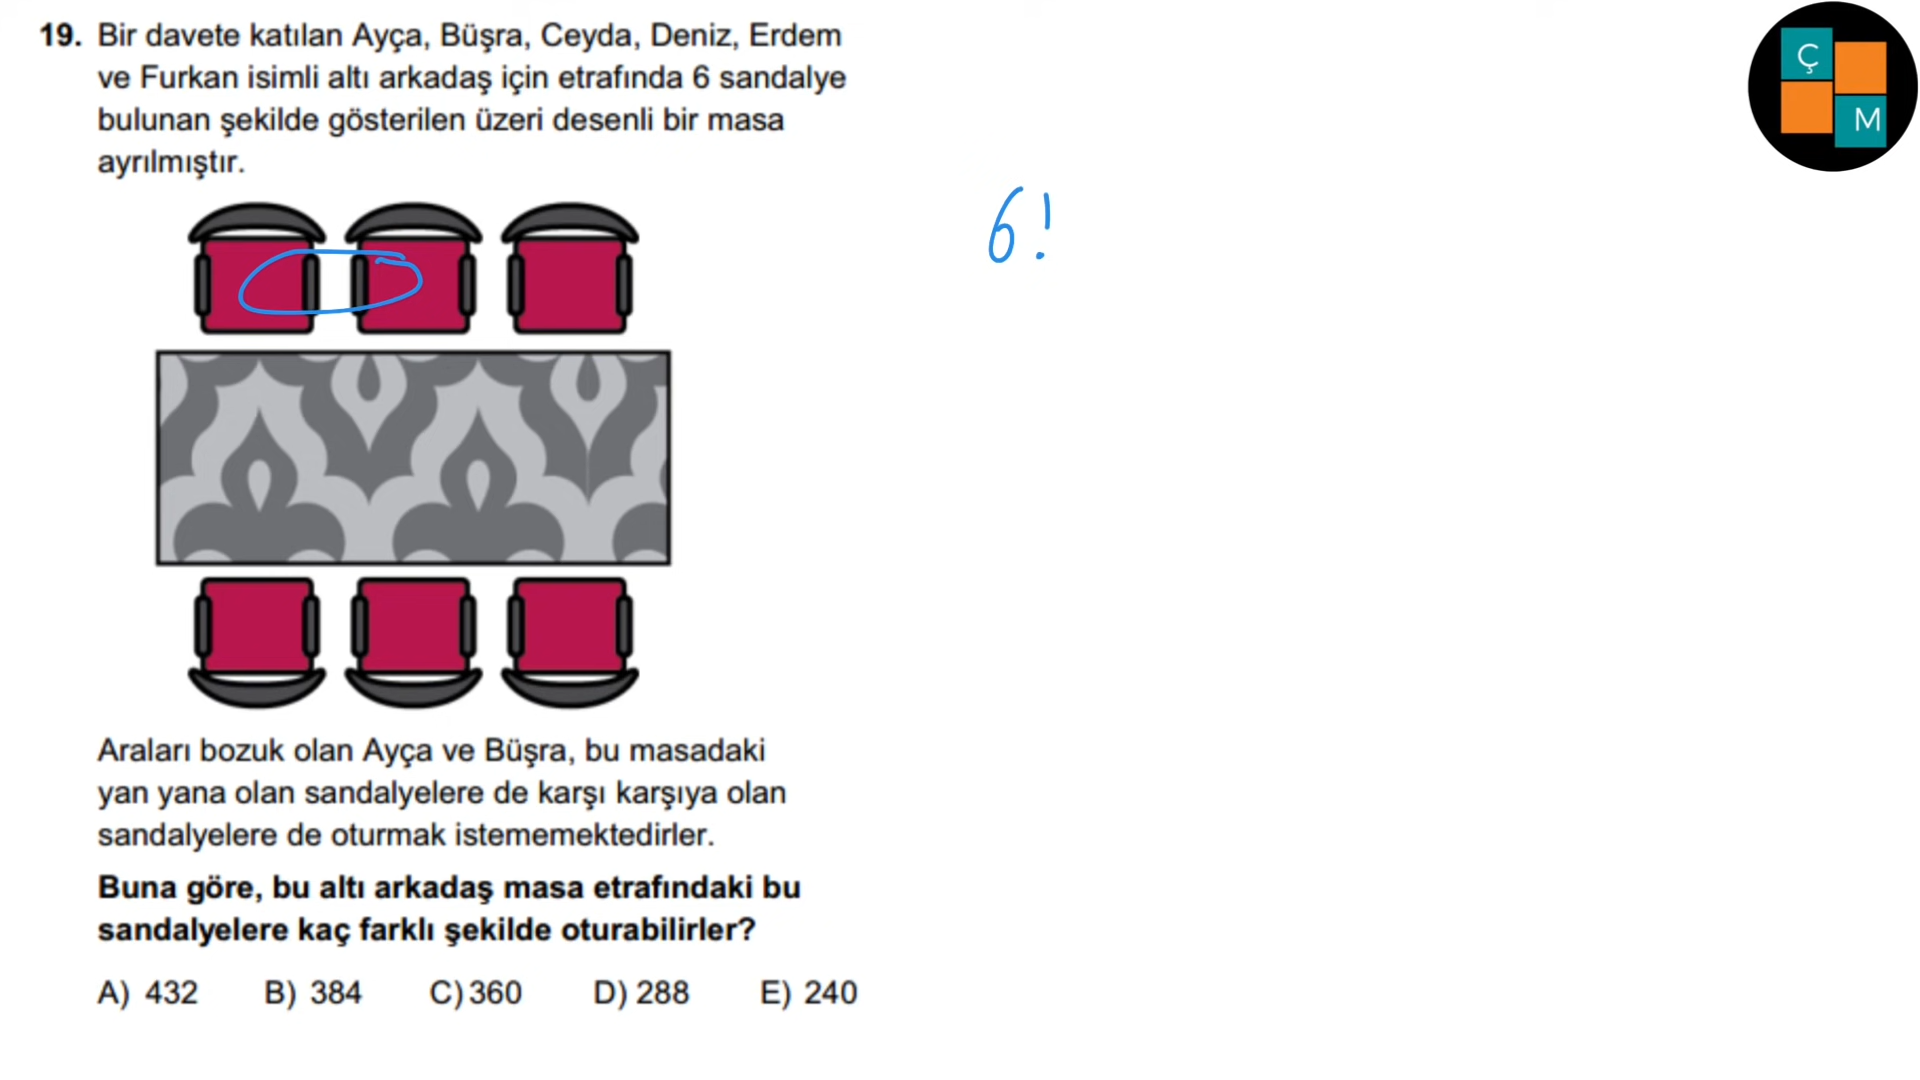 19. Bir davete katılan Ayça, Büşra, Ceyda, Deniz, Erdem
ve Furkan isimli altı arkadaş için etrafında 6 sandalye
bulunan şekilde gösterilen üzeri desenli bir masa
ayrılmıştır.
Ç
M
6!
Araları bozuk olan Ayça ve Büşra, bu masadaki
yan yana olan sandalyelere de karşı karşıya olan
sandalyelere de oturmak istememektedirler.
Buna göre, bu altı arkadaş masa etrafındaki bu
sandalyelere kaç farklı şekilde oturabilirler?
A) 432 B) 384 C) 360 D) 288 E) 240